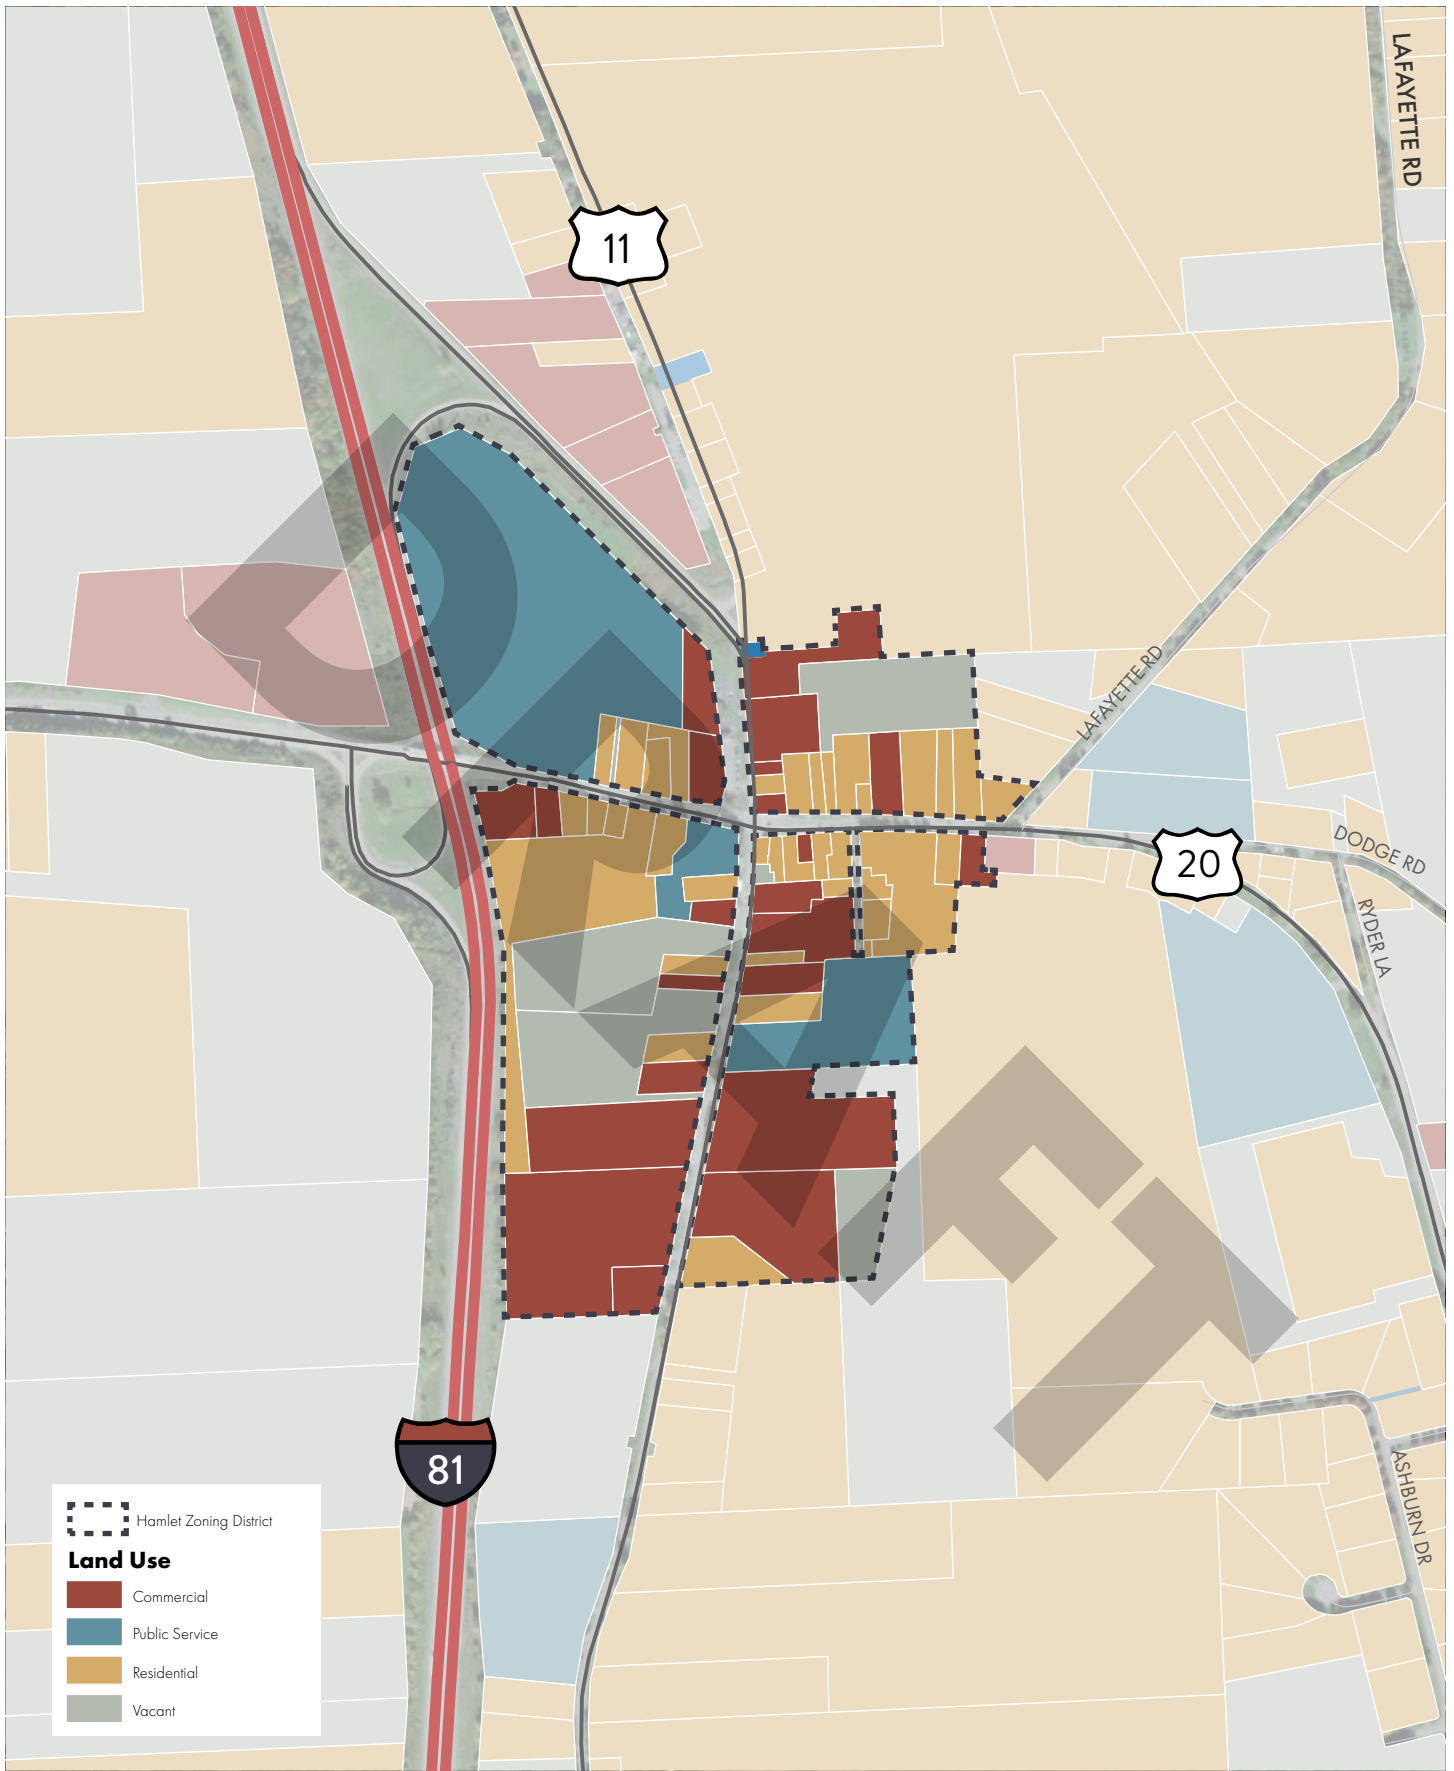 LAFAYETTE RD
11
LAFAYETTE RD
20
DODGE RD
RYDER LA
DRAFT
81
ASHBURN DR
Hamlet Zoning District
Land Use
Commercial
Public Service
Residential
Vacant